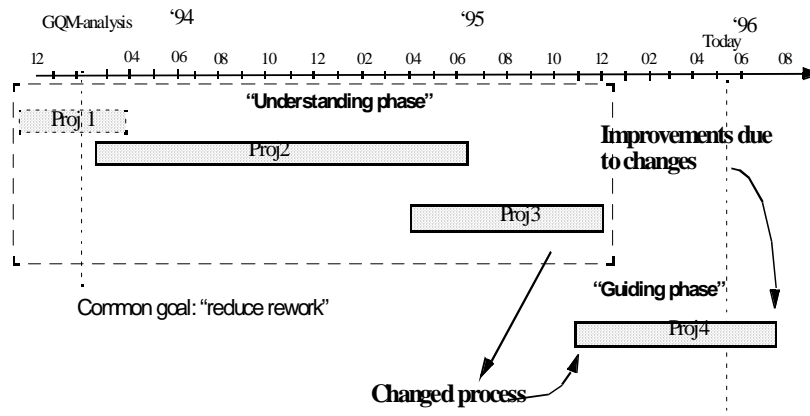 GQM-analysis ‘94 ‘95 ‘96
Today
12 04 06 08 10 12 02 04 06 08 10 12 02 04 06 08
“Understanding phase”
Proj 1
Proj2
Improvements due
to changes
Proj3
“Guiding phase”
Common goal: “reduce rework”
Proj4
Changed process